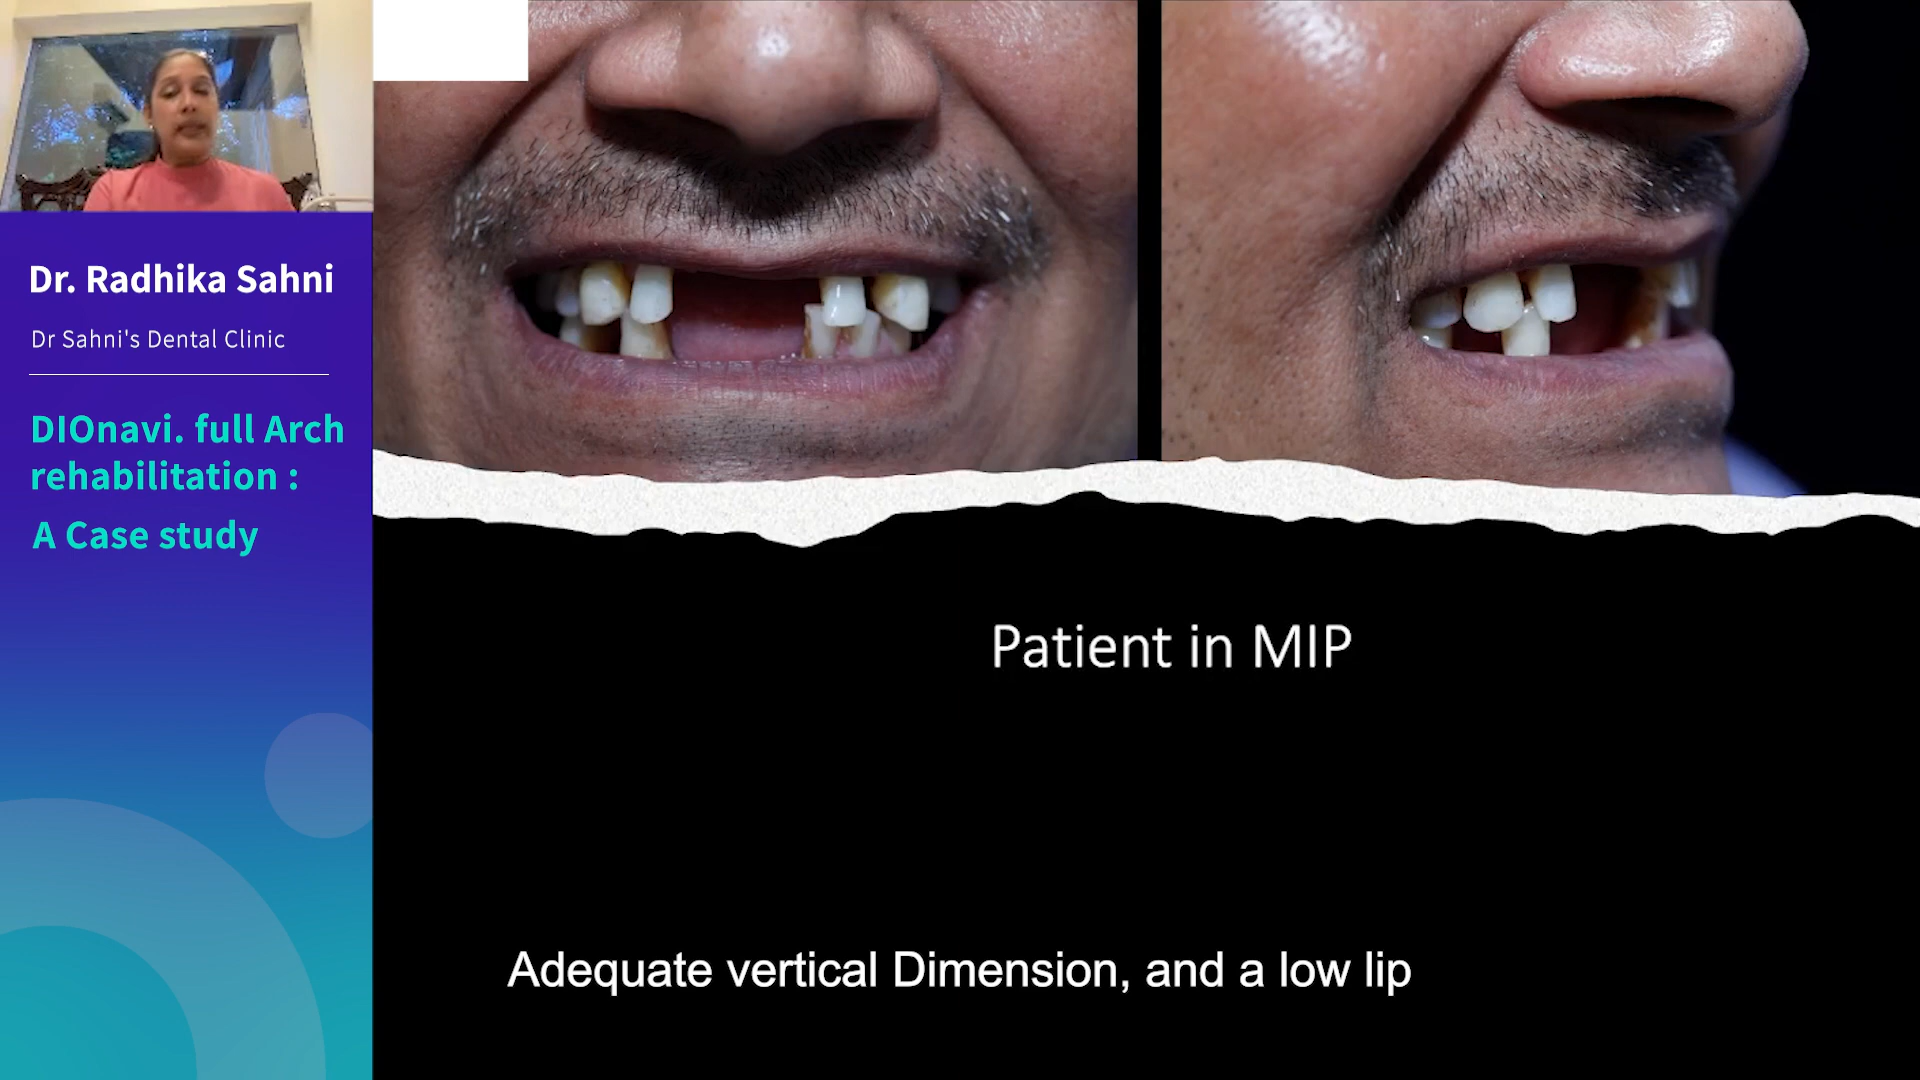 Dr. Radhika Sahni
Dr Sahni's Dental Clinic
DIOnavi. full Arch
rehabilitation :
A Case study
Patient in MIP
Adequate vertical Dimension, and a low lip